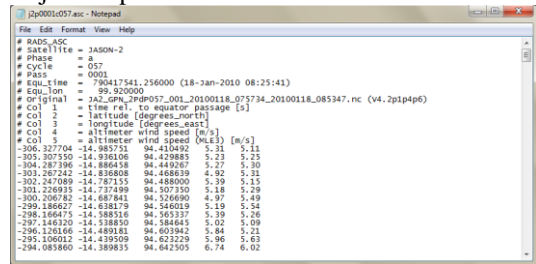 j2p0001c057.asc - Notepad
File Edit Format View Help
# RADS_ASC
# Satellite = JASON-2
# Phase = a
# Cycle = 057
# Pass = 0001
# Equ_time = 790417541.256000 (18-Jan-2010 08:25:41)
# Equ_lon = 99.920000
# Original = JA2_GPN_2PdP057_001_20100118_075734_20100118_085347.nc (V4.2p1p4p6)
# Col 1 = time rel. to equator passage [s]
# Col 2 = latitude [degrees_north]
# Col 3 = longitude [degrees_east]
# Col 4 = altimeter wind speed [m/s]
# Col 5 = altimeter wind speed (MLE3) [m/s]
-306.327704 -14.985751 94.410492 5.31 5.11
-305.307550 -14.936106 94.429885 5.23 5.25
-304.287396 -14.886458 94.449267 5.27 5.30
-303.267242 -14.836808 94.468639 4.92 5.31
-302.247089 -14.787155 94.488000 5.39 5.15
-301.226935 -14.737499 94.507350 5.18 5.29
-300.206782 -14.687841 94.526690 4.97 5.49
-299.186627 -14.638179 94.546019 5.19 5.54
-298.166475 -14.588516 94.565337 5.39 5.26
-297.146320 -14.538850 94.584645 5.02 5.09
-296.126166 -14.489181 94.603942 5.84 5.21
-295.106012 -14.439509 94.623229 5.96 5.63
-294.085860 -14.389835 94.642505 6.74 6.02